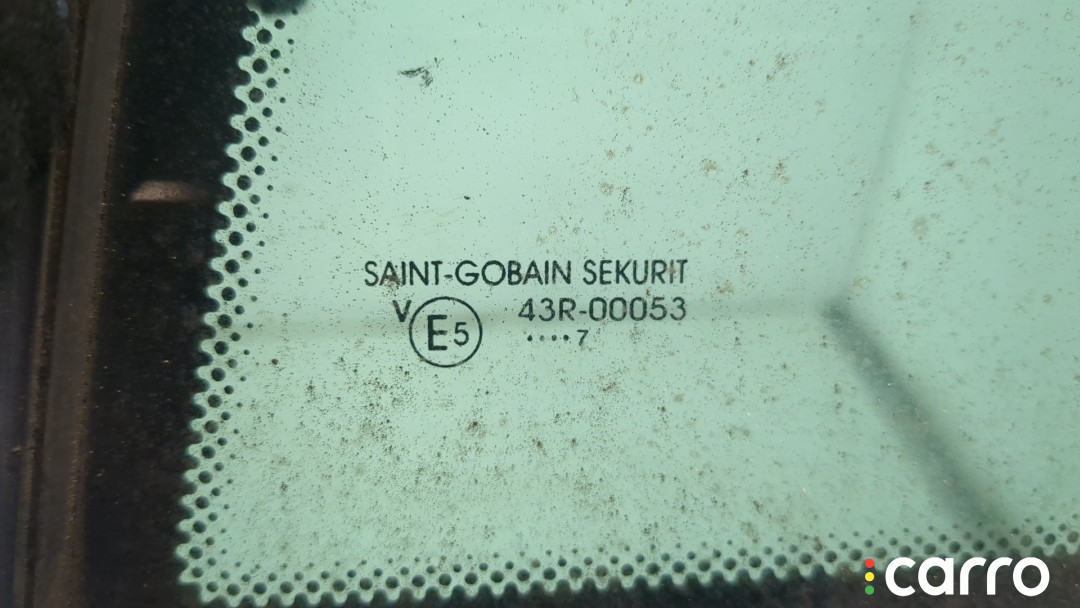 SAINT-GOBAIN SEKURIT
V E5 43R-00053
····7
carro